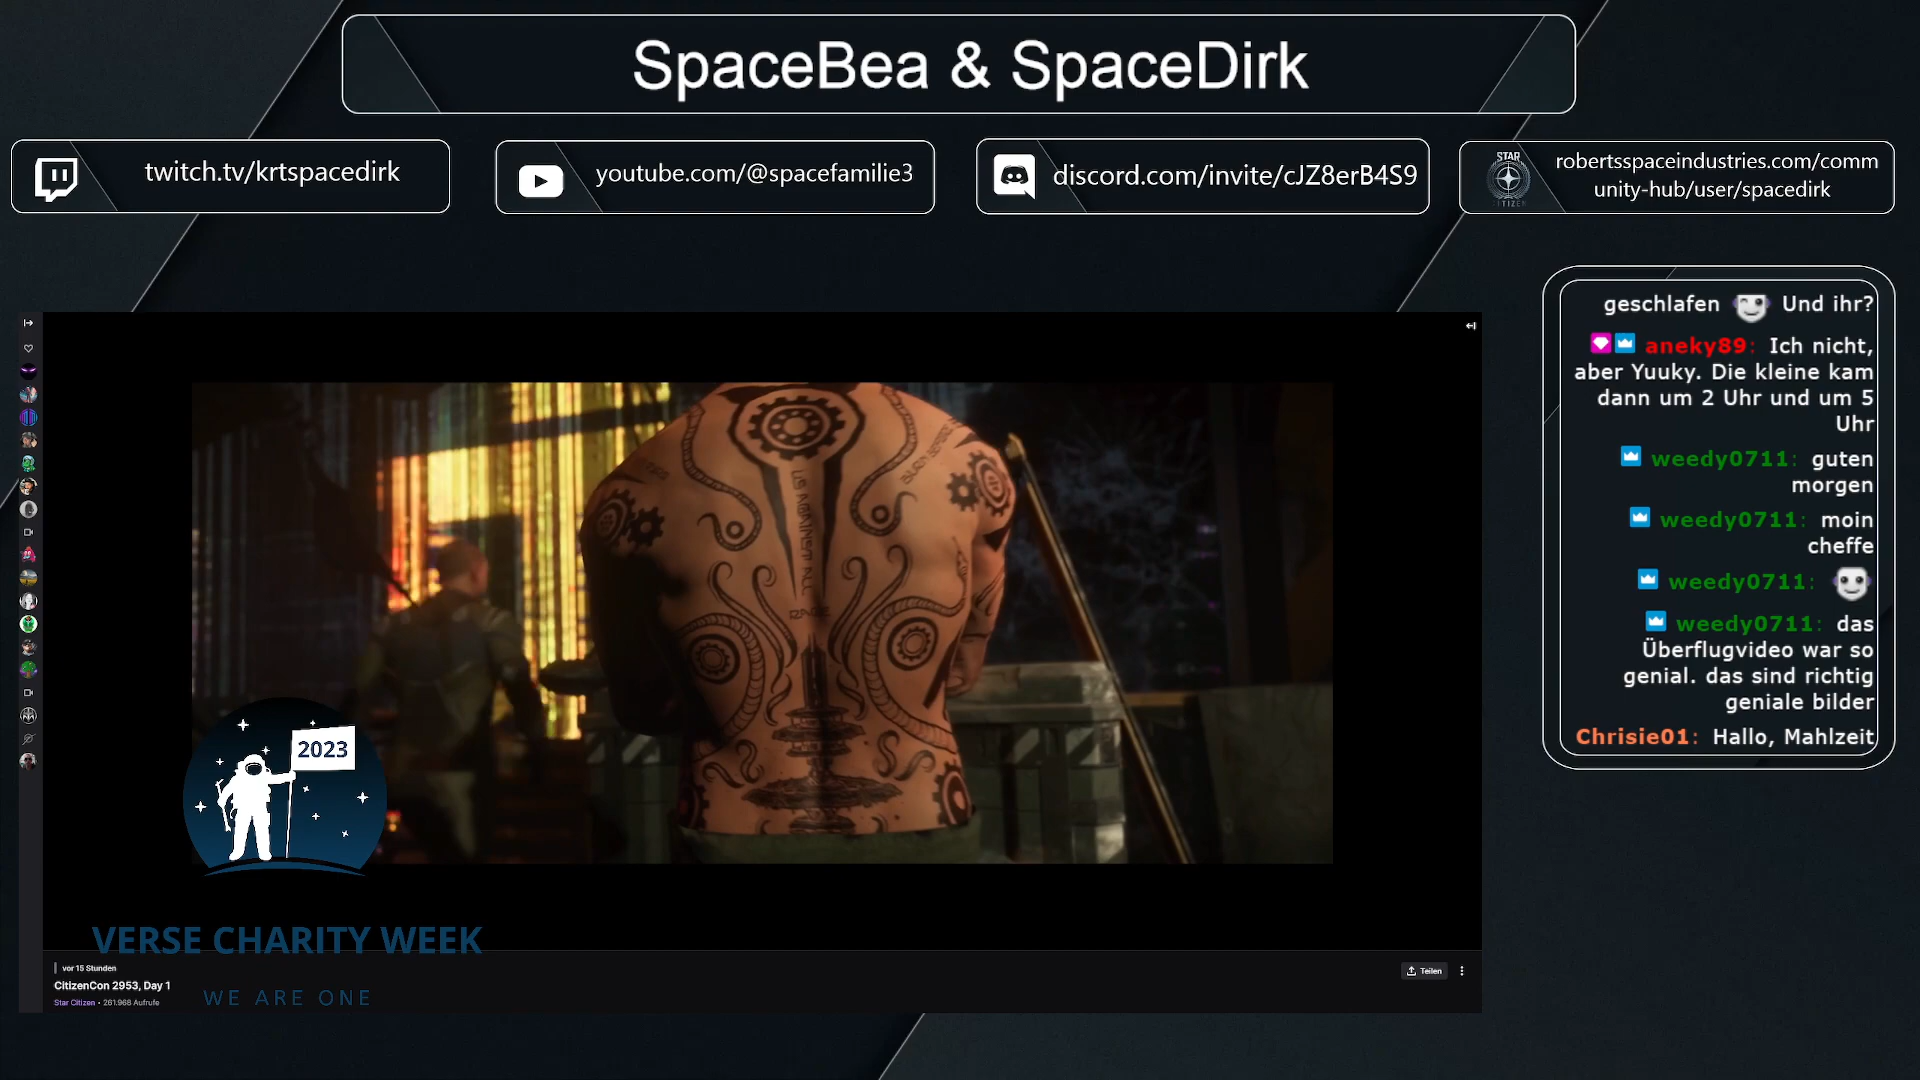 SpaceBea & SpaceDirk
twitch.tv/krtspacedirk
youtube.com/@spacefamilie3
discord.com/invite/cJZ8erB4S9
STAR
CITIZEN
robertsspaceindustries.com/comm
unity-hub/user/spacedirk
geschlafen Und ihr?
aneky89: Ich nicht,
aber Yuuky. Die kleine kam
dann um 2 Uhr und um 5
Uhr
weedy0711: guten
morgen
weedy0711: moin
cheffe
weedy0711:
weedy0711: das
Überflugvideo war so
genial. das sind richtig
geniale bilder
Chrisie01: Hallo, Mahlzeit
US AGAINST ALL
2023
VERSE CHARITY WEEK
WE ARE ONE
vor 15 Stunden
CitizenCon 2953, Day 1
Star Citizen • 261.968 Aufrufe
Teilen